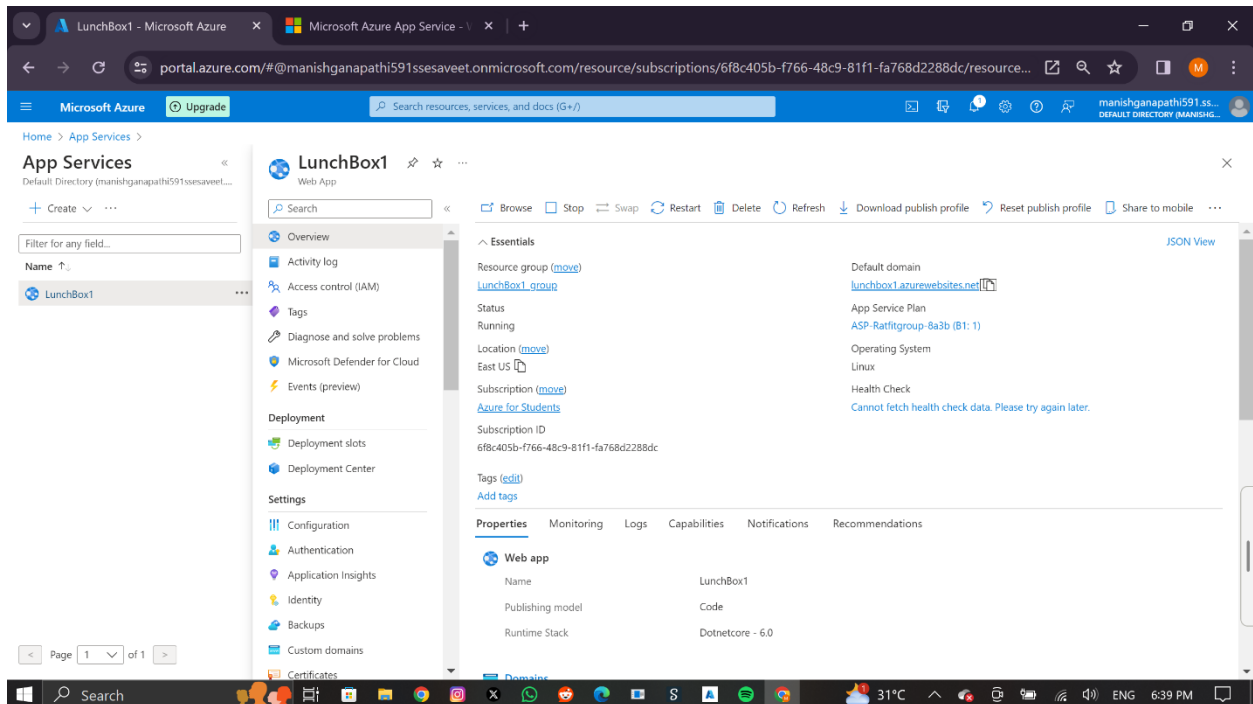 LunchBox1 - Microsoft Azure
Microsoft Azure App Service - W
portal.azure.com/#@manishganapathi591ssesaveet.onmicrosoft.com/resource/subscriptions/6f8c405b-f766-48c9-81f1-fa768d2288dc/resource...
M
Microsoft Azure
Upgrade
Search resources, services, and docs (G+/)
1
manishganapathi591.ss...
DEFAULT DIRECTORY (MANISHG...
Home > App Services >
App Services
Default Directory (manishganapathi591ssesaveet....
+ Create
...
Filter for any field...
Name ↑
LunchBox1
...
Page 1 of 1
LunchBox1
...
Web App
Search
Overview
Activity log
Access control (IAM)
Tags
Diagnose and solve problems
Microsoft Defender for Cloud
Events (preview)
Deployment
Deployment slots
Deployment Center
Settings
Configuration
Authentication
Application Insights
Identity
Backups
Custom domains
Certificates
Browse
Stop
Swap
Restart
Delete
Refresh
Download publish profile
Reset publish profile
Share to mobile
...
Essentials
JSON View
Resource group (move)
LunchBox1_group
Status
Running
Location (move)
East US
Subscription (move)
Azure for Students
Subscription ID
6f8c405b-f766-48c9-81f1-fa768d2288dc
Default domain
lunchbox1.azurewebsites.net
App Service Plan
ASP-Ratfitgroup-8a3b (B1: 1)
Operating System
Linux
Health Check
Cannot fetch health check data. Please try again later.
Tags (edit)
Add tags
Properties
Monitoring
Logs
Capabilities
Notifications
Recommendations
Web app
Name LunchBox1
Publishing model Code
Runtime Stack Dotnetcore - 6.0
Domains
Search
31°C
ENG
6:39 PM